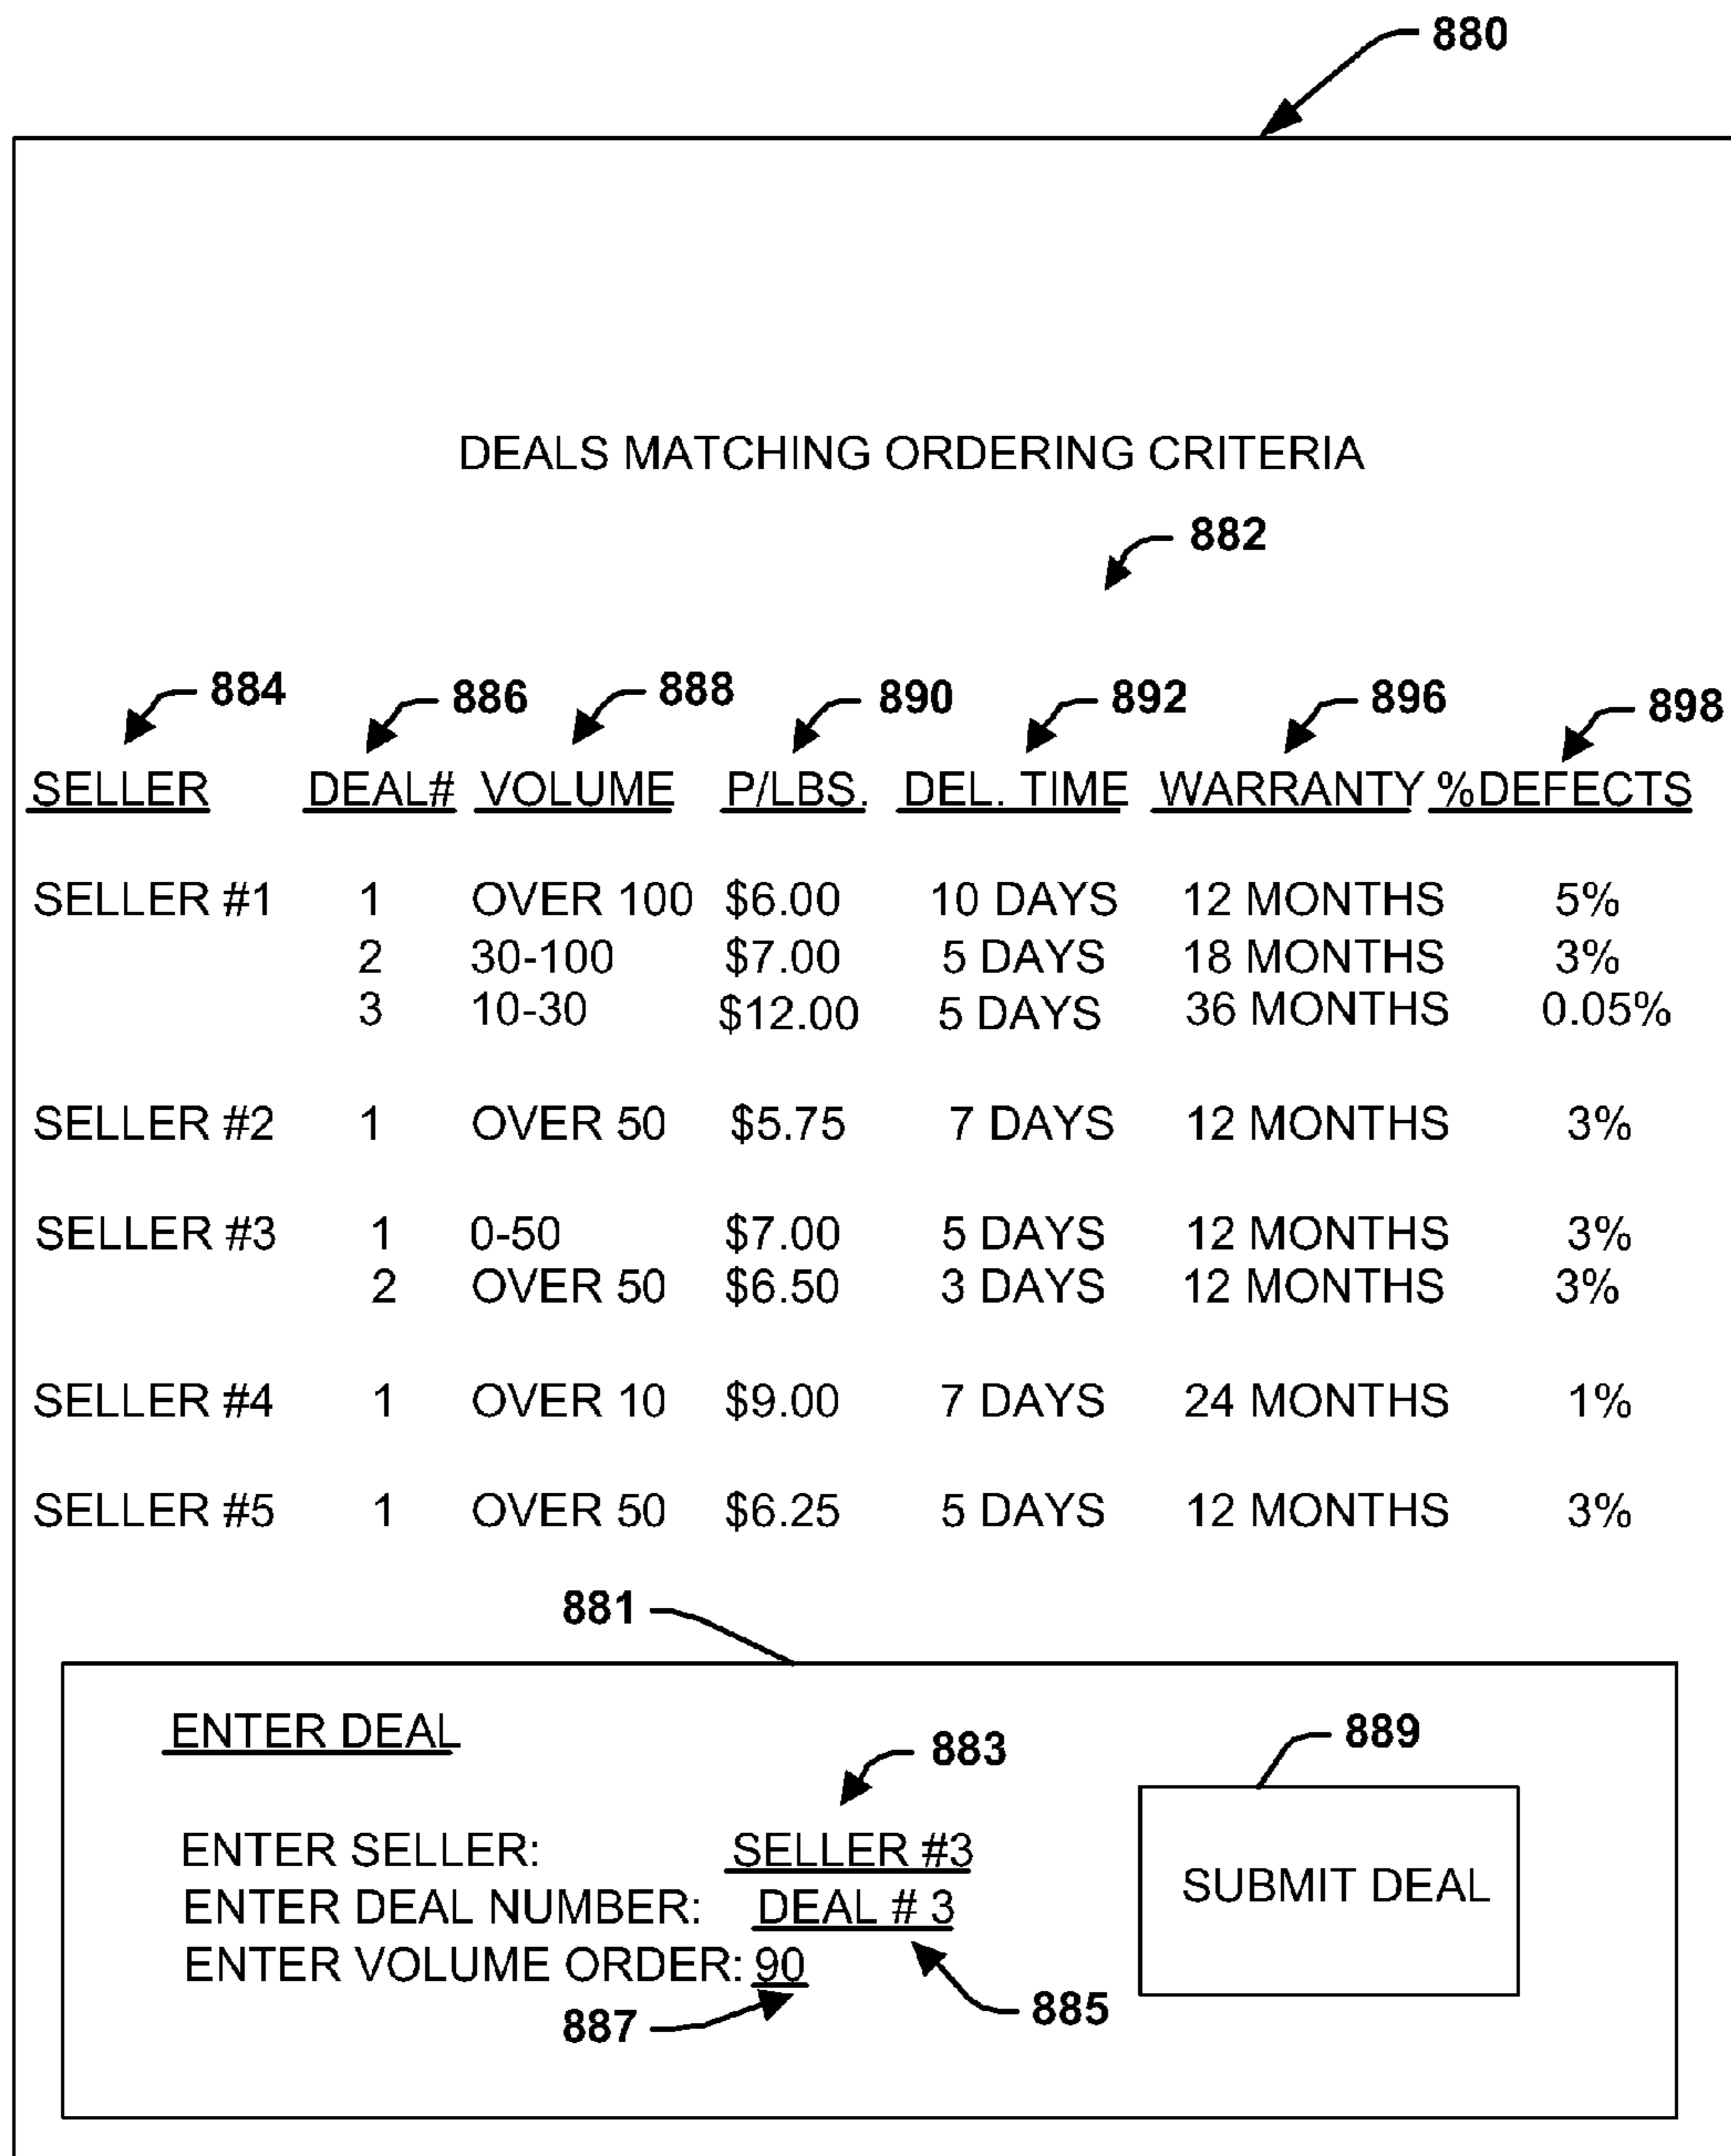 880
DEALS MATCHING ORDERING CRITERIA
882
884 886 888 890 892 896 898
SELLER DEAL# VOLUME P/LBS. DEL. TIME WARRANTY %DEFECTS
SELLER #1 1 OVER 100 $6.00 10 DAYS 12 MONTHS 5%
2 30-100 $7.00 5 DAYS 18 MONTHS 3%
3 10-30 $12.00 5 DAYS 36 MONTHS 0.05%
SELLER #2 1 OVER 50 $5.75 7 DAYS 12 MONTHS 3%
SELLER #3 1 0-50 $7.00 5 DAYS 12 MONTHS 3%
2 OVER 50 $6.50 3 DAYS 12 MONTHS 3%
SELLER #4 1 OVER 10 $9.00 7 DAYS 24 MONTHS 1%
SELLER #5 1 OVER 50 $6.25 5 DAYS 12 MONTHS 3%
881
ENTER DEAL
883 889
ENTER SELLER: SELLER #3
SUBMIT DEAL
ENTER DEAL NUMBER: DEAL # 3
ENTER VOLUME ORDER: 90
887 885